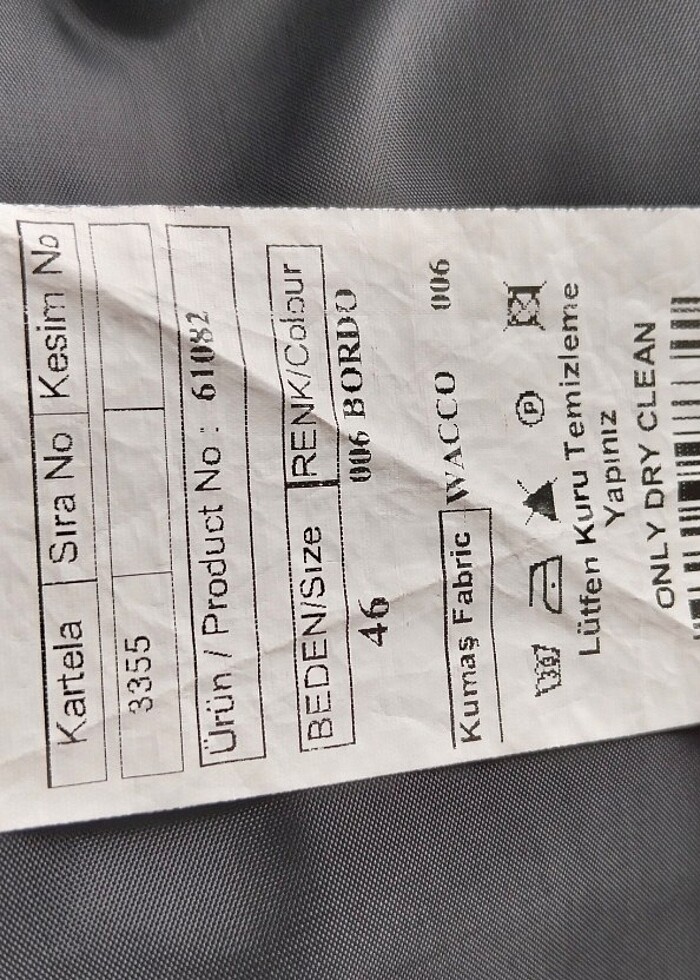 Kartela Sıra No Kesim No
3355
Ürün / Product No : 61082
BEDEN/Sıze RENK/Colour
46 006 BORDO
Kumaş Fabric WACCO 006
P
Lütfen Kuru Temizleme
Yapınız
ONLY DRY CLEAN